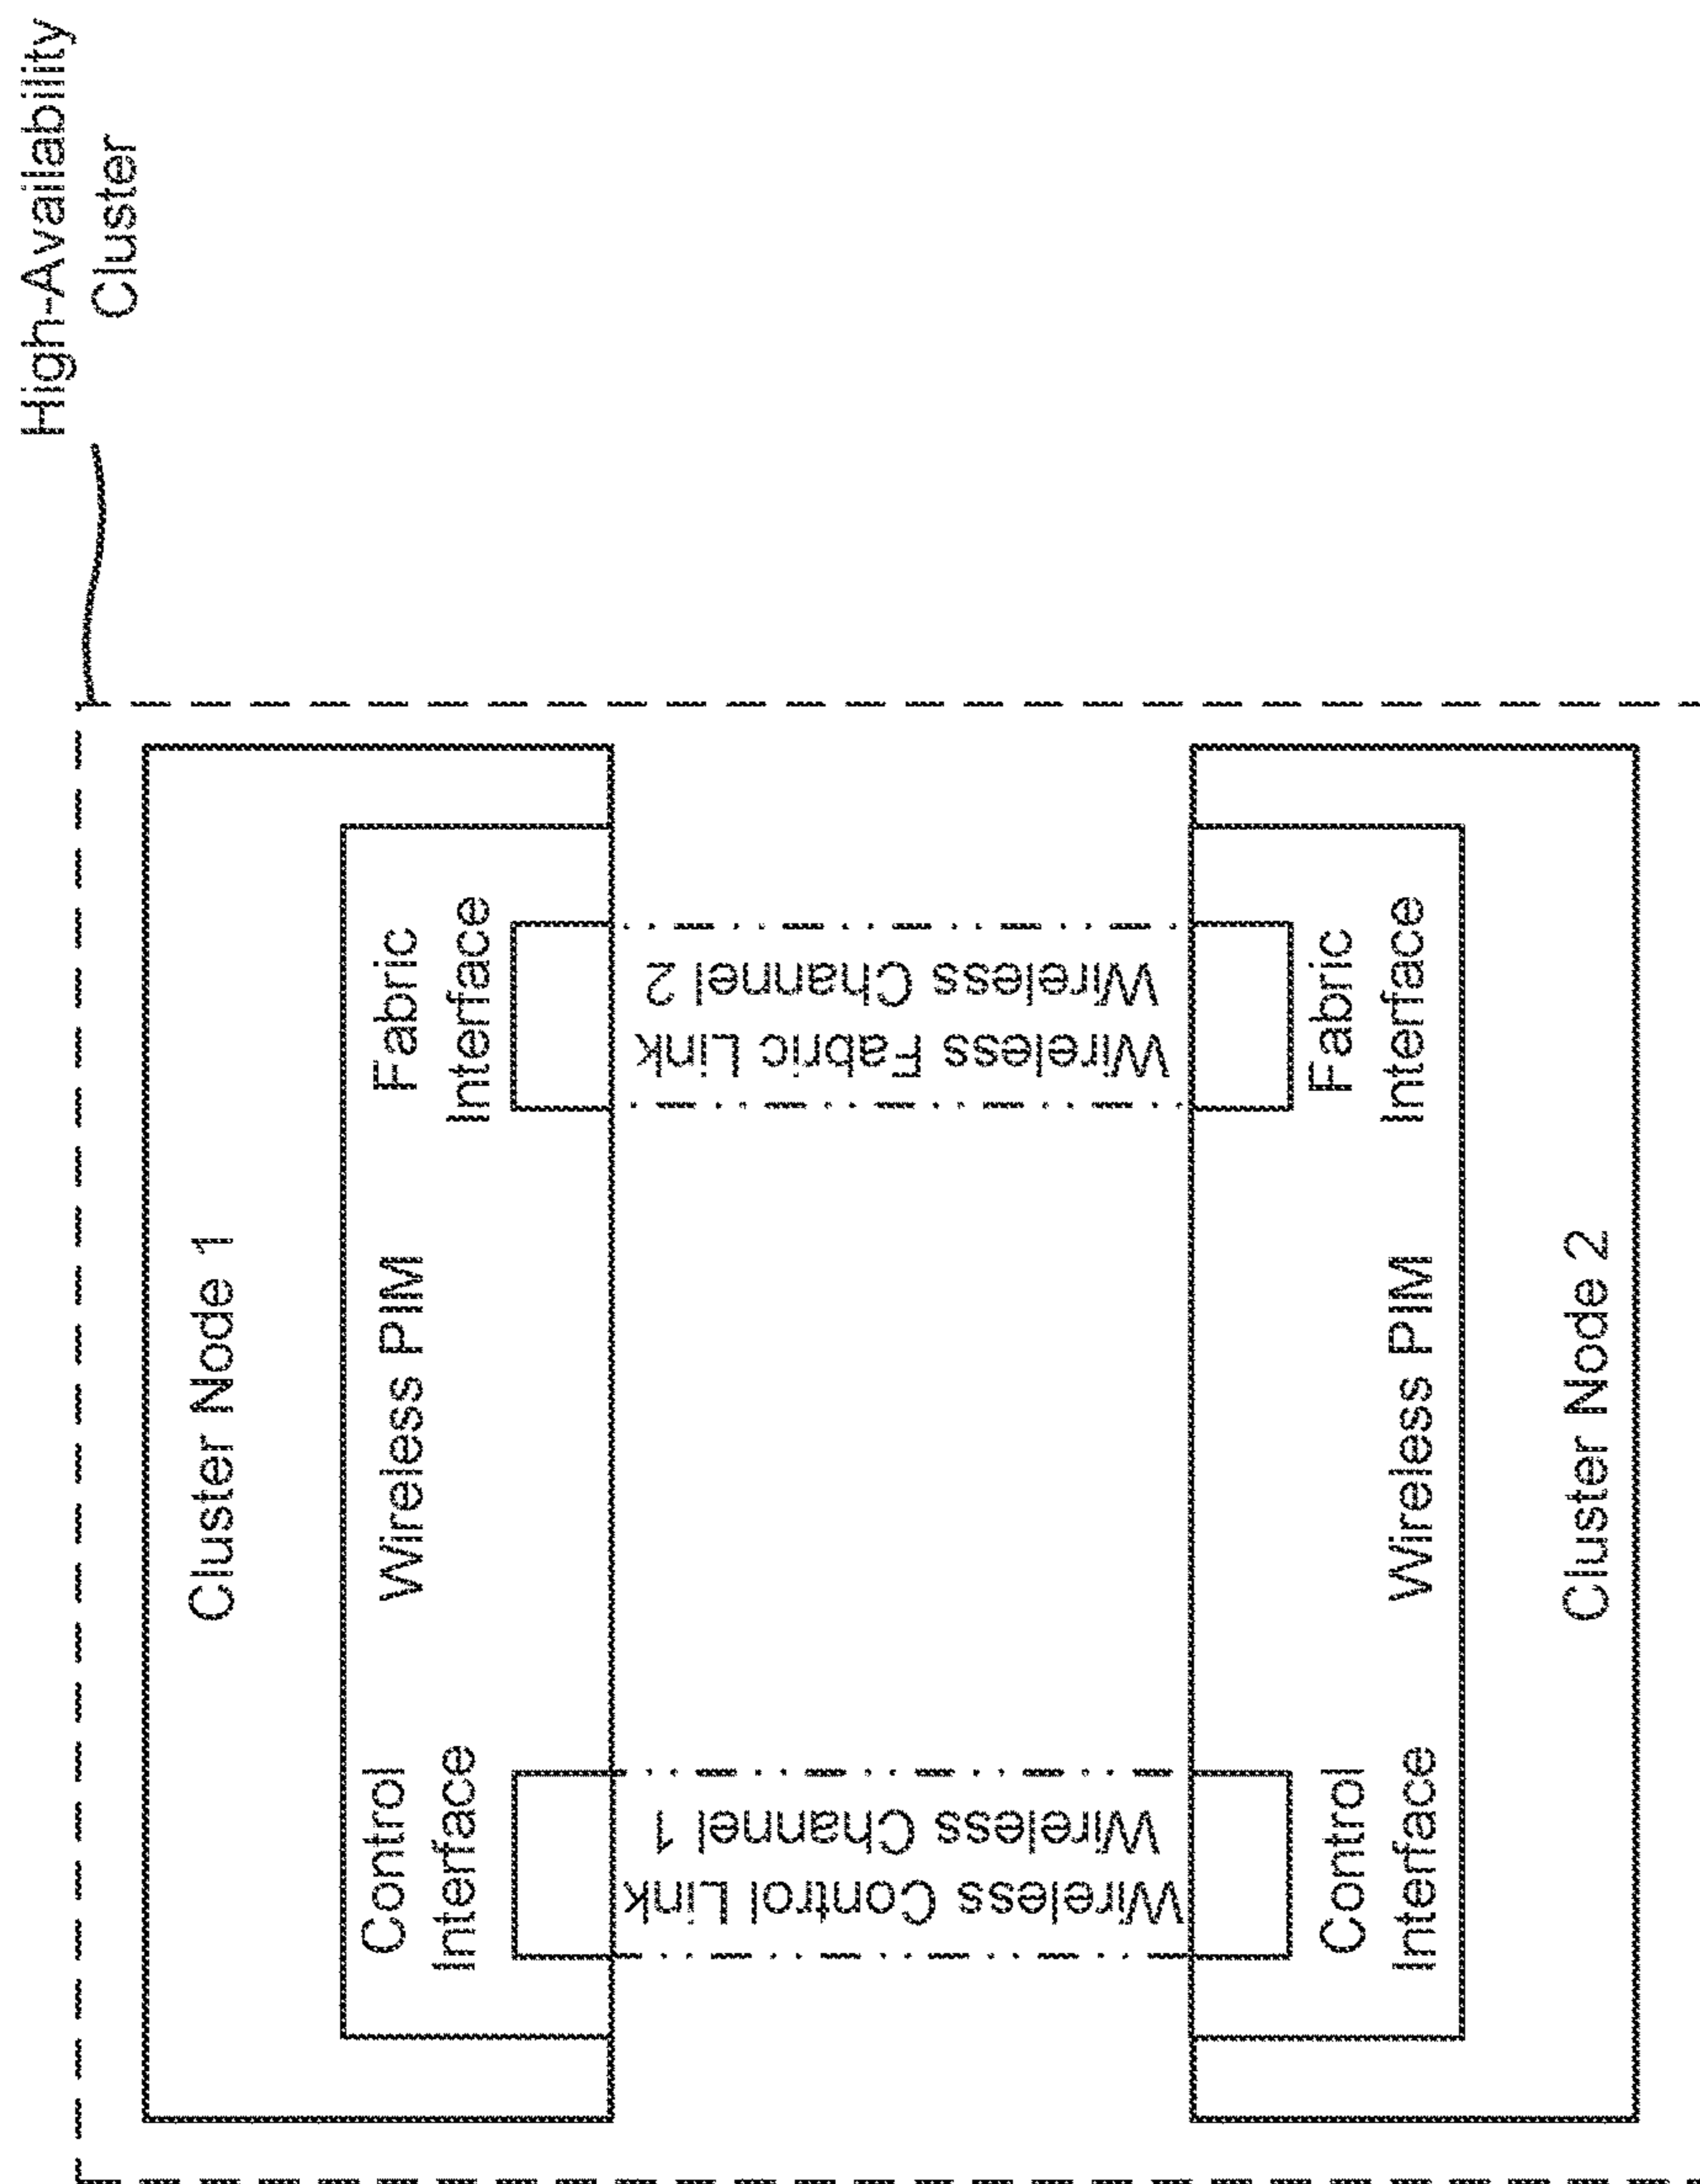 High-Availability
Cluster
Cluster Node 1
Control
Interface
Wireless PIM
Fabric
Interface
Wireless Control Link
Wireless Channel 1
Wireless Fabric Link
Wireless Channel 2
Control
Interface
Wireless PIM
Fabric
Interface
Cluster Node 2